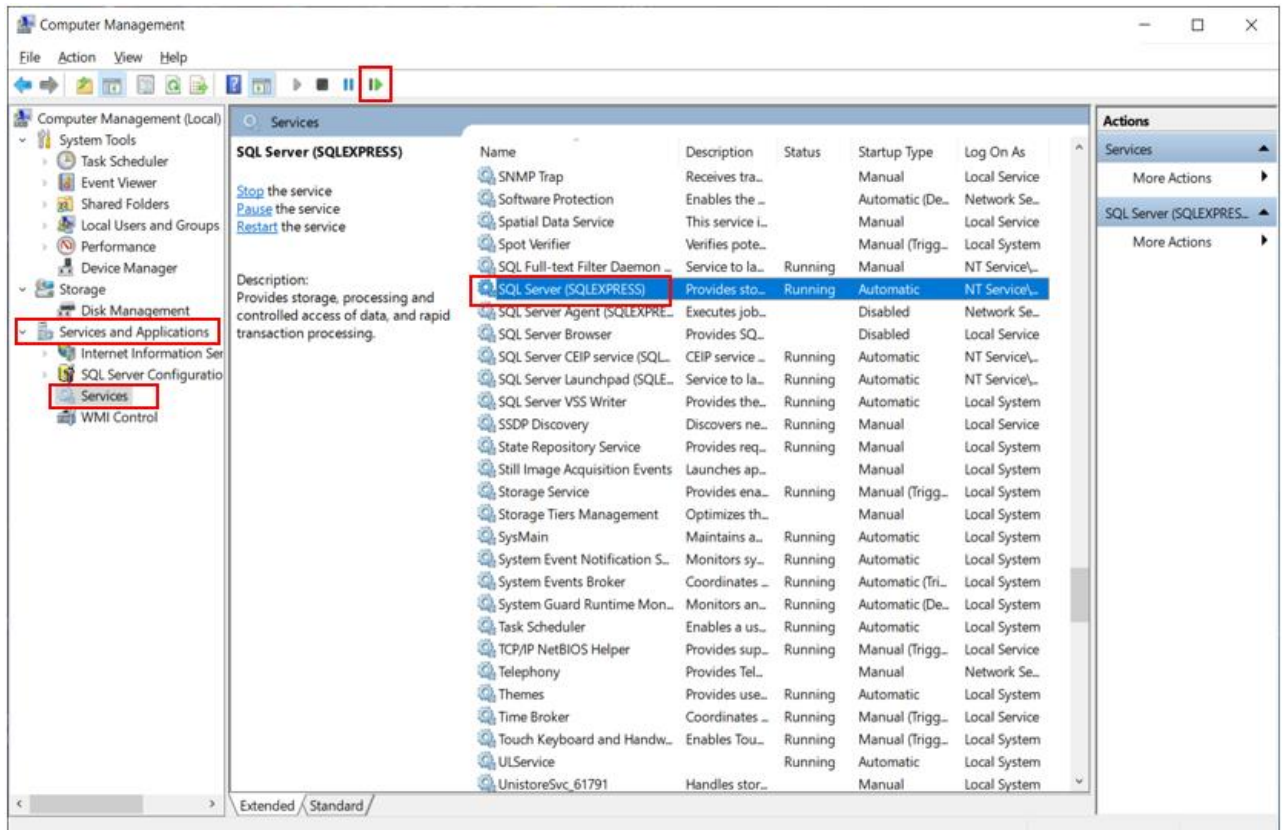 Computer Management
File Action View Help
Computer Management (Local)
System Tools
Task Scheduler
Event Viewer
Shared Folders
Local Users and Groups
Performance
Device Manager
Storage
Disk Management
Services and Applications
Internet Information Ser
SQL Server Configuratio
Services
WMI Control
Services
SQL Server (SQLEXPRESS)
Stop the service
Pause the service
Restart the service
Description:
Provides storage, processing and
controlled access of data, and rapid
transaction processing.
Name Description Status Startup Type Log On As
SNMP Trap Receives tra... Manual Local Service
Software Protection Enables the ... Automatic (De... Network Se...
Spatial Data Service This service i... Manual Local Service
Spot Verifier Verifies pote... Manual (Trigg... Local System
SQL Full-text Filter Daemon ... Service to la... Running Manual NT Service\...
SQL Server (SQLEXPRESS) Provides sto... Running Automatic NT Service\...
SQL Server Agent (SQLEXPRE... Executes job... Disabled Network Se...
SQL Server Browser Provides SQ... Disabled Local Service
SQL Server CEIP service (SQL... CEIP service ... Running Automatic NT Service\...
SQL Server Launchpad (SQLE... Service to la... Running Automatic NT Service\...
SQL Server VSS Writer Provides the... Running Automatic Local System
SSDP Discovery Discovers ne... Running Manual Local Service
State Repository Service Provides req... Running Manual Local System
Still Image Acquisition Events Launches ap... Manual Local System
Storage Service Provides ena... Running Manual (Trigg... Local System
Storage Tiers Management Optimizes th... Manual Local System
SysMain Maintains a... Running Automatic Local System
System Event Notification S... Monitors sy... Running Automatic Local System
System Events Broker Coordinates ... Running Automatic (Tri... Local System
System Guard Runtime Mon... Monitors an... Running Automatic (De... Local System
Task Scheduler Enables a us... Running Automatic Local System
TCP/IP NetBIOS Helper Provides sup... Running Manual (Trigg... Local Service
Telephony Provides Tel... Manual Network Se...
Themes Provides use... Running Automatic Local System
Time Broker Coordinates ... Running Manual (Trigg... Local Service
Touch Keyboard and Handw... Enables Tou... Running Manual (Trigg... Local System
ULService Running Automatic Local System
UnistoreSvc_61791 Handles stor... Manual Local System
Extended Standard
Actions
Services
More Actions
SQL Server (SQLEXPRES...
More Actions